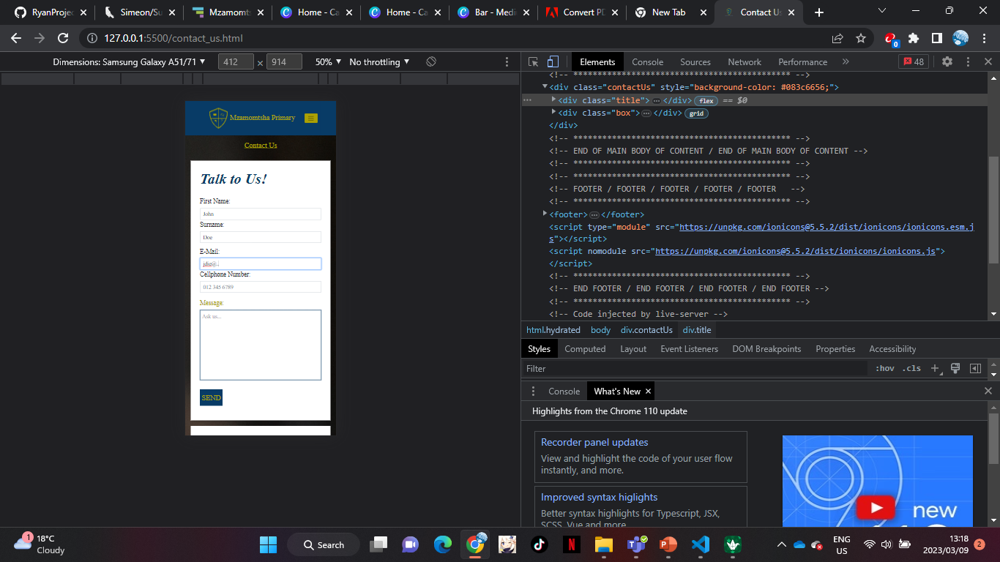 RyanProjec
Simeon/Su
Mzamomts
Home - Ca
Home - Ca
Bar - Medi
Convert PD
New Tab
Contact Us
127.0.0.1:5500/contact_us.html
0
Dimensions: Samsung Galaxy A51/71 ▼
412 × 914
50% ▼
No throttling ▼
Elements Console Sources Network Performance » 48
Mzamomtsha Primary
Contact Us
Talk to Us!
First Name:
John
Surname:
Doe
E-Mail:
Cellphone Number:
012 345 6789
Message:
Ask us...
SEND
<!-- ******************************************** -->
▼<div class="contactUs" style="background-color: #083c6656;">
▶<div class="title">…</div> flex == $0
▶<div class="box">…</div> grid
</div>
<!-- ******************************************** -->
<!-- END OF MAIN BODY OF CONTENT / END OF MAIN BODY OF CONTENT -->
<!-- ******************************************** -->
<!-- ******************************************** -->
<!-- FOOTER / FOOTER / FOOTER / FOOTER / FOOTER -->
<!-- ******************************************** -->
▶<footer>…</footer>
<script type="module" src="https://unpkg.com/ionicons@5.5.2/dist/ionicons/ionicons.esm.j
s"></script>
<script nomodule src="https://unpkg.com/ionicons@5.5.2/dist/ionicons/ionicons.js">
</script>
<!-- ******************************************** -->
<!-- END FOOTER / END FOOTER / END FOOTER / END FOOTER -->
<!-- ******************************************** -->
<!-- Code injected by live-server -->
html.hydrated body div.contactUs div.title
Styles Computed Layout Event Listeners DOM Breakpoints Properties Accessibility
Filter :hov .cls +
Console What's New ×
Highlights from the Chrome 110 update
Recorder panel updates
View and highlight the code of your user flow
instantly, and more.
Improved syntax higlights
Better syntax highlights for Typescript, JSX,
SCSS, Vue and more
new
1
18°C
Cloudy
Search
ENG
US
13:18
2023/03/09
2